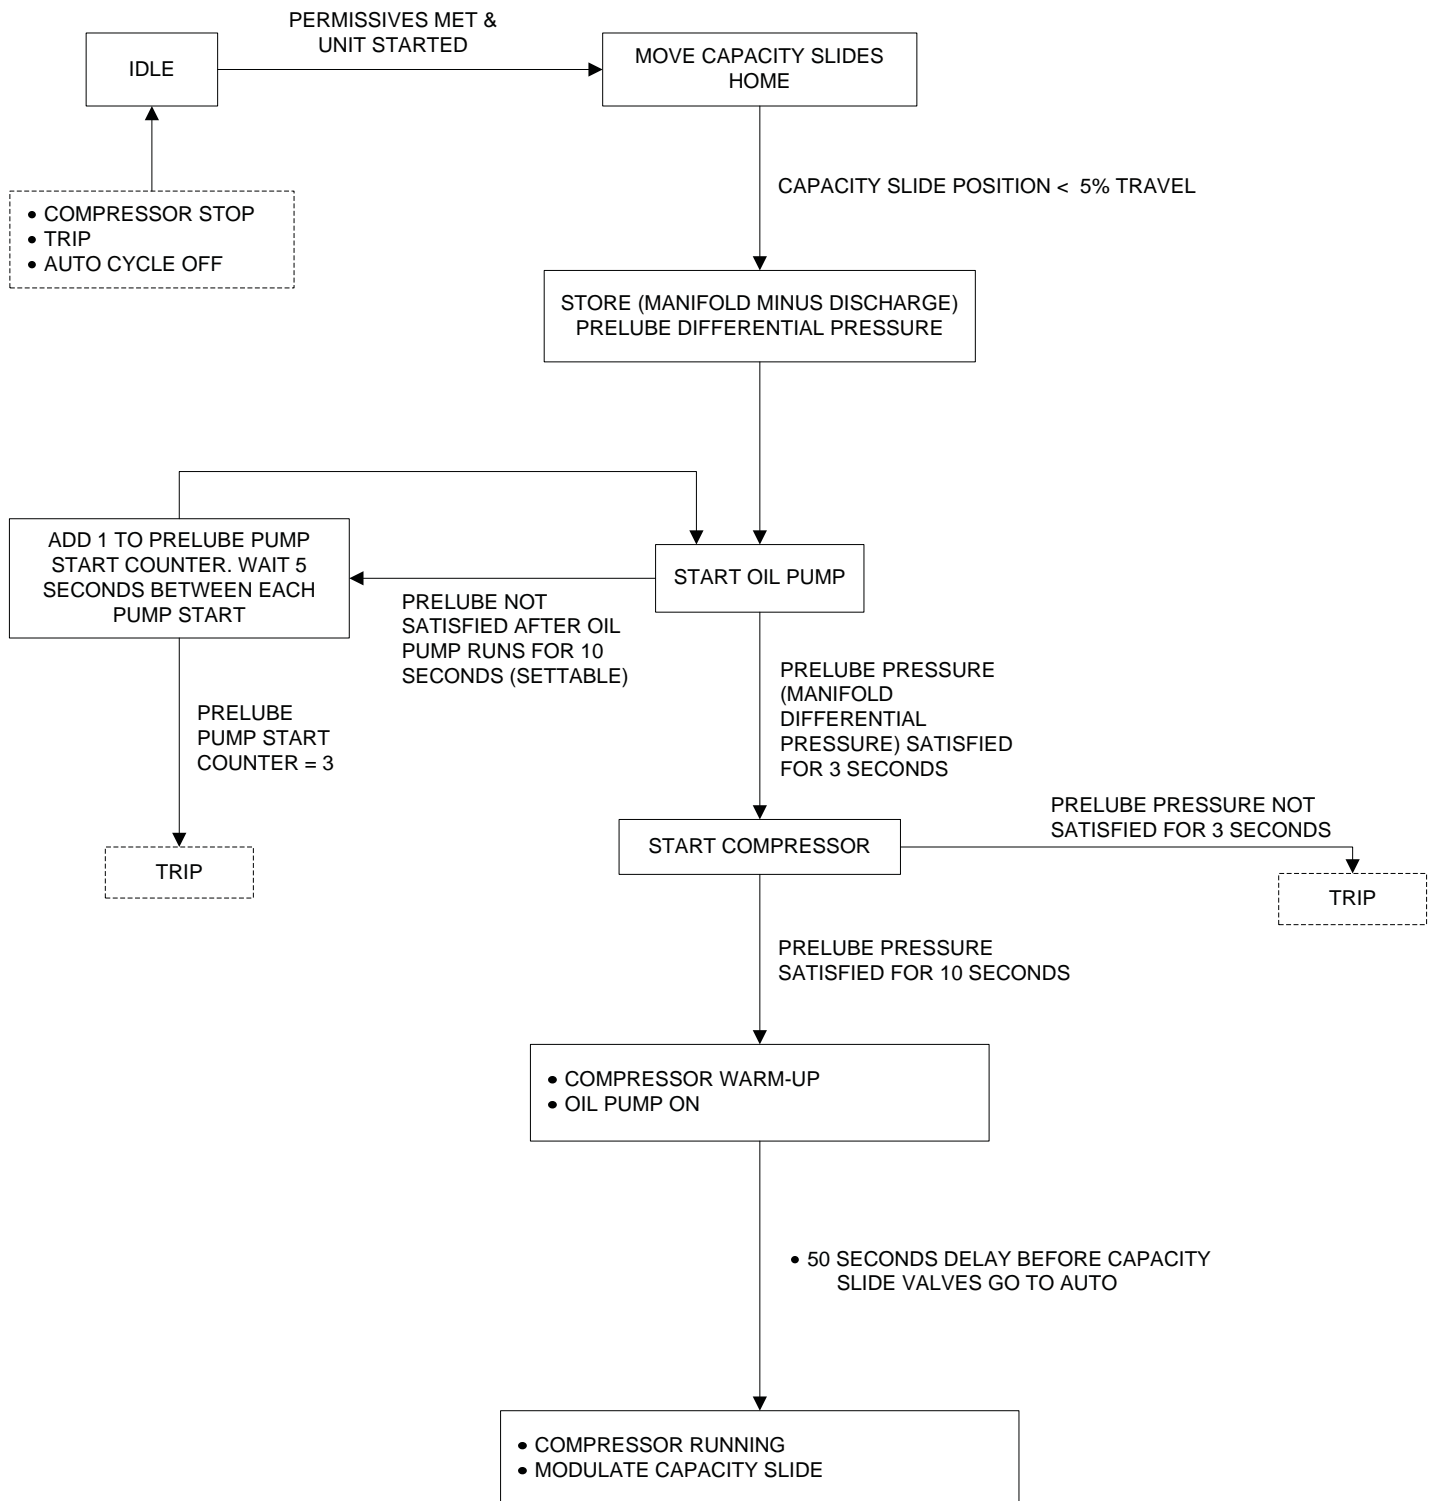 PERMISSIVES MET &
UNIT STARTED
IDLE
MOVE CAPACITY SLIDES
HOME
• COMPRESSOR STOP
• TRIP
• AUTO CYCLE OFF
CAPACITY SLIDE POSITION < 5% TRAVEL
STORE (MANIFOLD MINUS DISCHARGE)
PRELUBE DIFFERENTIAL PRESSURE
ADD 1 TO PRELUBE PUMP
START COUNTER. WAIT 5
SECONDS BETWEEN EACH
PUMP START
START OIL PUMP
PRELUBE NOT
SATISFIED AFTER OIL
PUMP RUNS FOR 10
SECONDS (SETTABLE)
PRELUBE
PUMP START
COUNTER = 3
PRELUBE PRESSURE
(MANIFOLD
DIFFERENTIAL
PRESSURE) SATISFIED
FOR 3 SECONDS
PRELUBE PRESSURE NOT
SATISFIED FOR 3 SECONDS
START COMPRESSOR
TRIP
TRIP
PRELUBE PRESSURE
SATISFIED FOR 10 SECONDS
• COMPRESSOR WARM-UP
• OIL PUMP ON
• 50 SECONDS DELAY BEFORE CAPACITY
SLIDE VALVES GO TO AUTO
• COMPRESSOR RUNNING
• MODULATE CAPACITY SLIDE